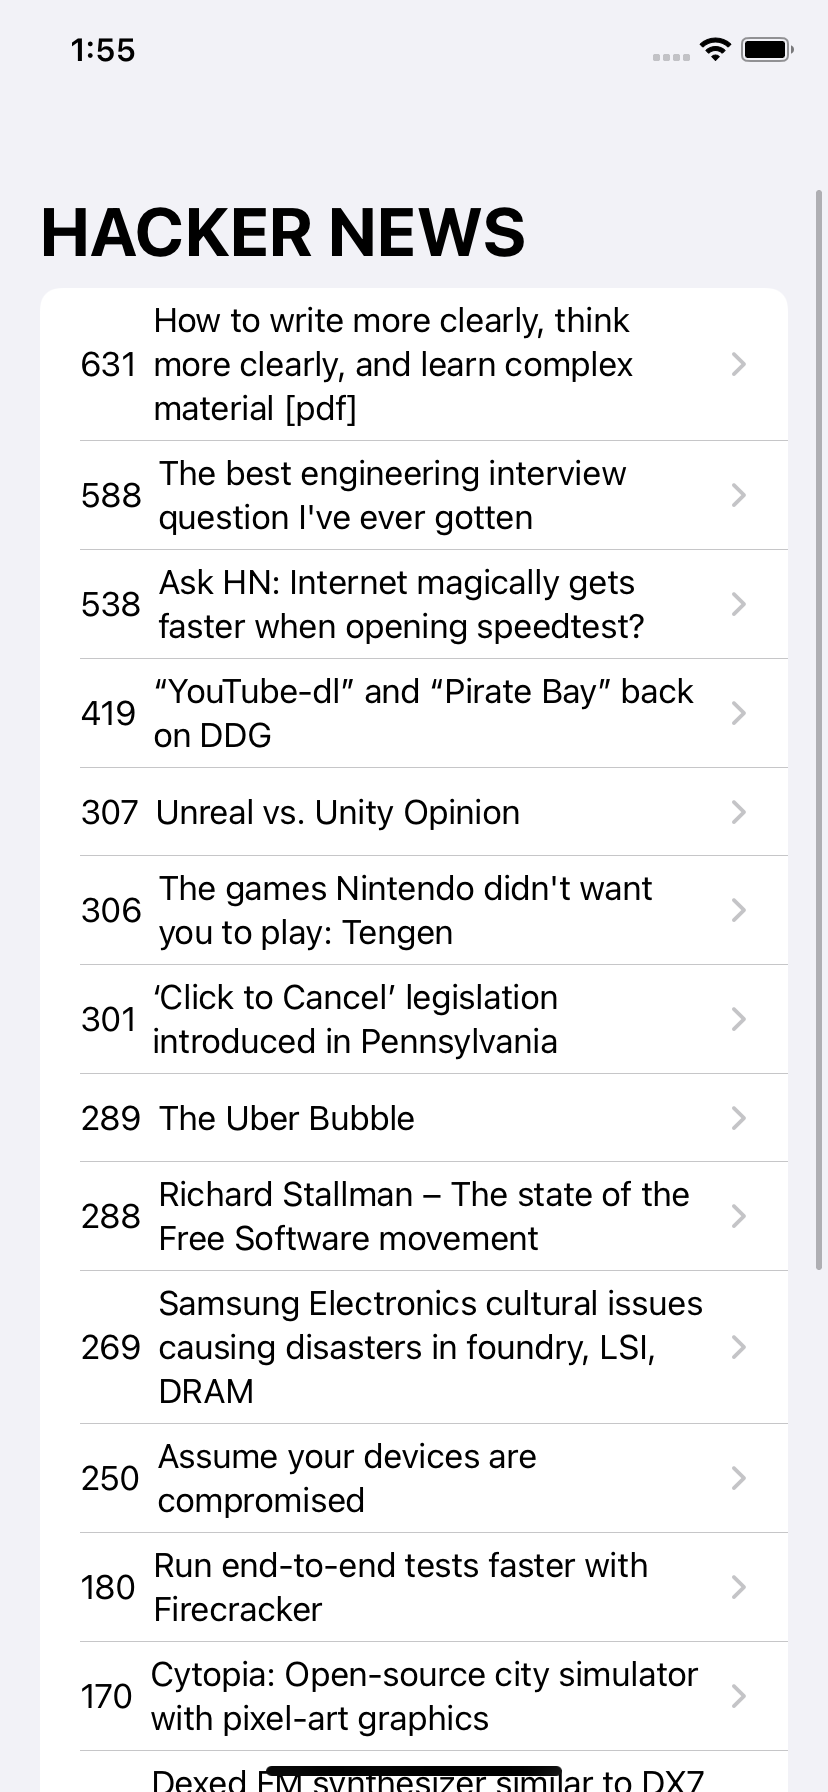 1:55
HACKER NEWS
How to write more clearly, think
631 more clearly, and learn complex
material [pdf]
The best engineering interview
588
question I've ever gotten
Ask HN: Internet magically gets
538
faster when opening speedtest?
“YouTube-dl” and “Pirate Bay” back
419
on DDG
307 Unreal vs. Unity Opinion
The games Nintendo didn't want
306
you to play: Tengen
‘Click to Cancel’ legislation
301
introduced in Pennsylvania
289 The Uber Bubble
Richard Stallman – The state of the
288
Free Software movement
Samsung Electronics cultural issues
269 causing disasters in foundry, LSI,
DRAM
Assume your devices are
250
compromised
Run end-to-end tests faster with
180
Firecracker
Cytopia: Open-source city simulator
170
with pixel-art graphics
Dexed FM synthesizer similar to DX7